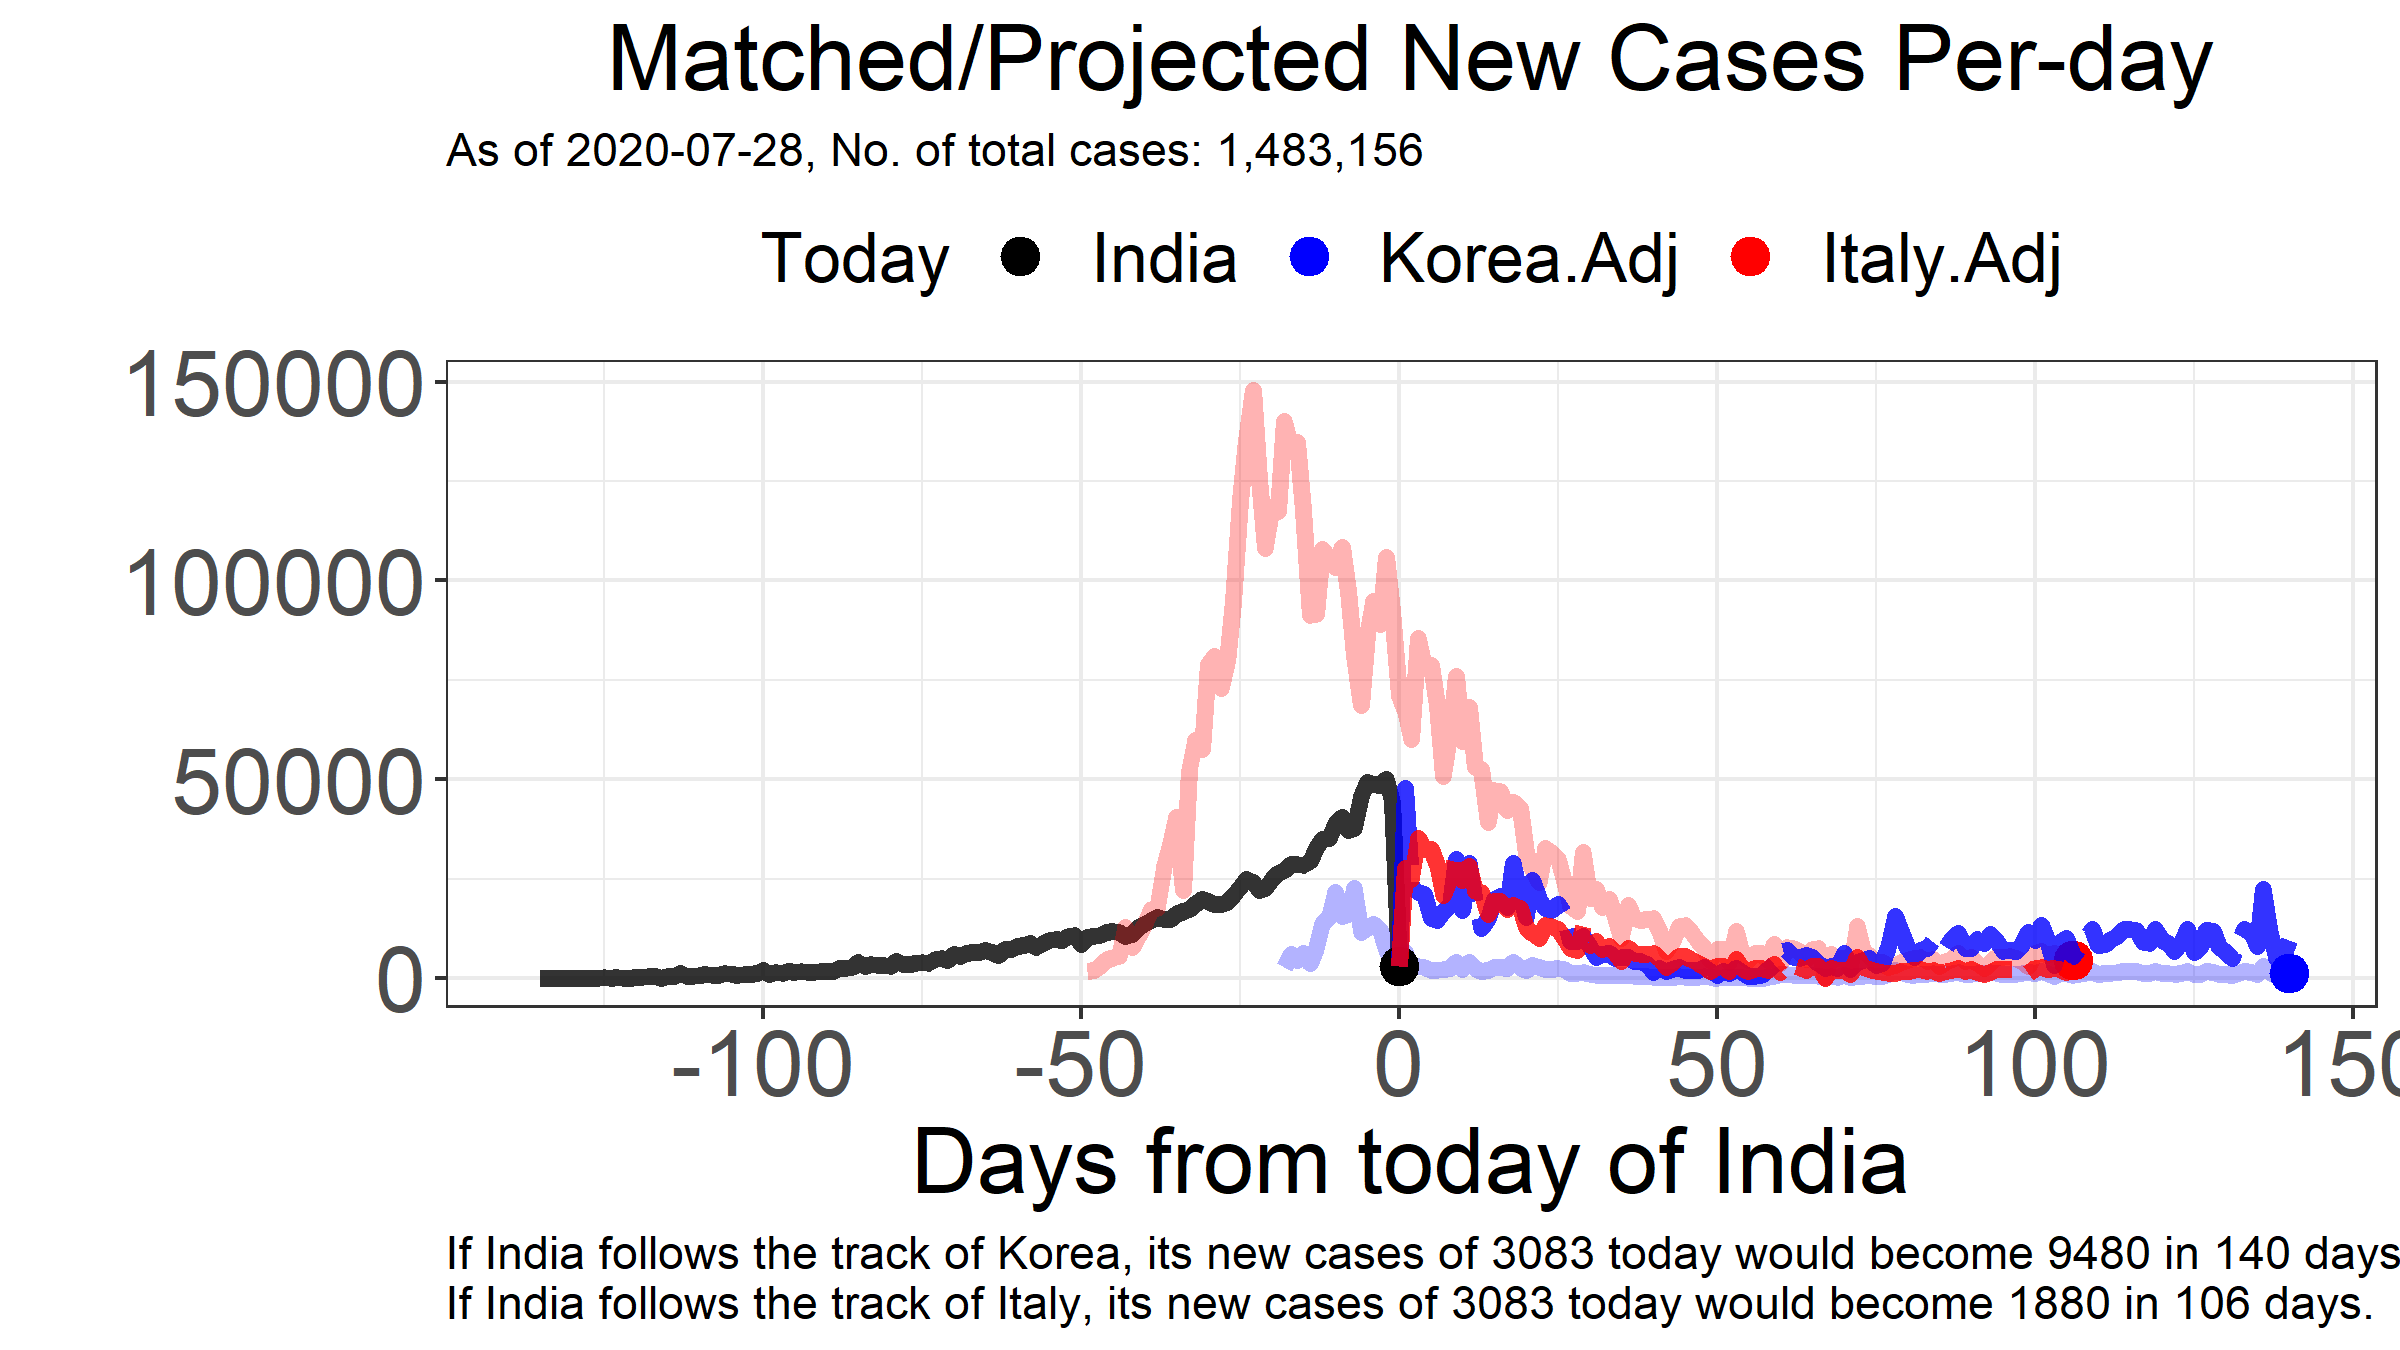 Matched/Projected New Cases Per-day
As of 2020-07-28, No. of total cases: 1,483,156
Today India Korea.Adj Italy.Adj
150000
100000
50000
0
-100 -50 0 50 100 150
Days from today of India
If India follows the track of Korea, its new cases of 3083 today would become 9480 in 140 days
If India follows the track of Italy, its new cases of 3083 today would become 1880 in 106 days.